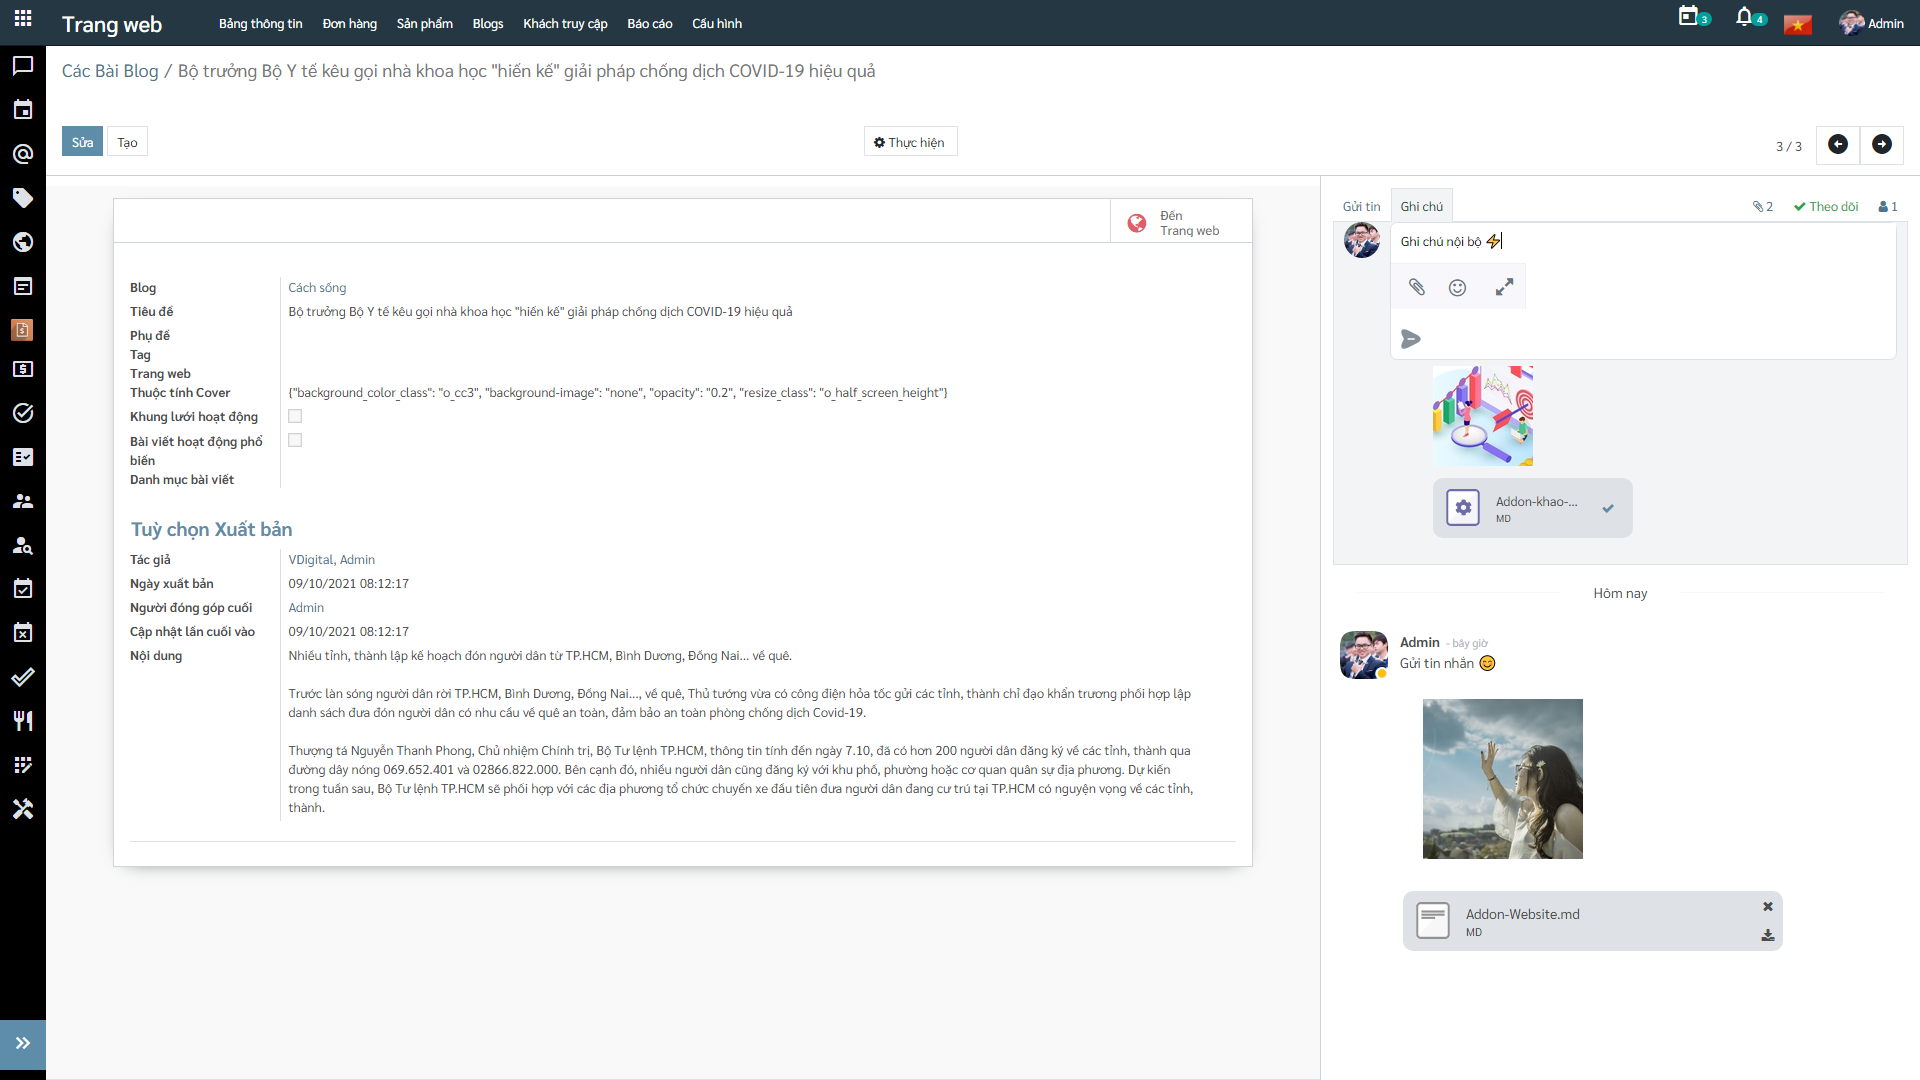 Trang web
Bảng thông tin
Đơn hàng
Sản phẩm
Blogs
Khách truy cập
Báo cáo
Cấu hình
3
4
Admin
Các Bài Blog / Bộ trưởng Bộ Y tế kêu gọi nhà khoa học "hiến kế" giải pháp chống dịch COVID-19 hiệu quả
Sửa
Tạo
Thực hiện
3 / 3
Đến
Trang web
Blog
Cách sống
Tiêu đề
Bộ trưởng Bộ Y tế kêu gọi nhà khoa học "hiến kế" giải pháp chống dịch COVID-19 hiệu quả
Phụ đề
Tag
Trang web
Thuộc tính Cover
{"background_color_class": "o_cc3", "background-image": "none", "opacity": "0.2", "resize_class": "o_half_screen_height"}
Khung lưới hoạt động
Bài viết hoạt động phổ
biến
Danh mục bài viết
Tuỳ chọn Xuất bản
Tác giả
VDigital, Admin
Ngày xuất bản
09/10/2021 08:12:17
Người đóng góp cuối
Admin
Cập nhật lần cuối vào
09/10/2021 08:12:17
Nội dung
Nhiều tỉnh, thành lập kế hoạch đón người dân từ TP.HCM, Bình Dương, Đồng Nai... về quê.
Trước làn sóng người dân rời TP.HCM, Bình Dương, Đồng Nai..., về quê, Thủ tướng vừa có công điện hỏa tốc gửi các tỉnh, thành chỉ đạo khẩn trương phối hợp lập
danh sách đưa đón người dân có nhu cầu về quê an toàn, đảm bảo an toàn phòng chống dịch Covid-19.
Thượng tá Nguyễn Thanh Phong, Chủ nhiệm Chính trị, Bộ Tư lệnh TP.HCM, thông tin tính đến ngày 7.10, đã có hơn 200 người dân đăng ký về các tỉnh, thành qua
đường dây nóng 069.652.401 và 02866.822.000. Bên cạnh đó, nhiều người dân cũng đăng ký với khu phố, phường hoặc cơ quan quân sự địa phương. Dự kiến
trong tuần sau, Bộ Tư lệnh TP.HCM sẽ phối hợp với các địa phương tổ chức chuyến xe đầu tiên đưa người dân đang cư trú tại TP.HCM có nguyện vọng về các tỉnh,
thành.
Gửi tin
Ghi chú
2
Theo dõi
1
Ghi chú nội bộ ⚡
Addon-khao-...
MD
Hôm nay
Admin - bây giờ
Gửi tin nhắn 😊
Addon-Website.md
MD